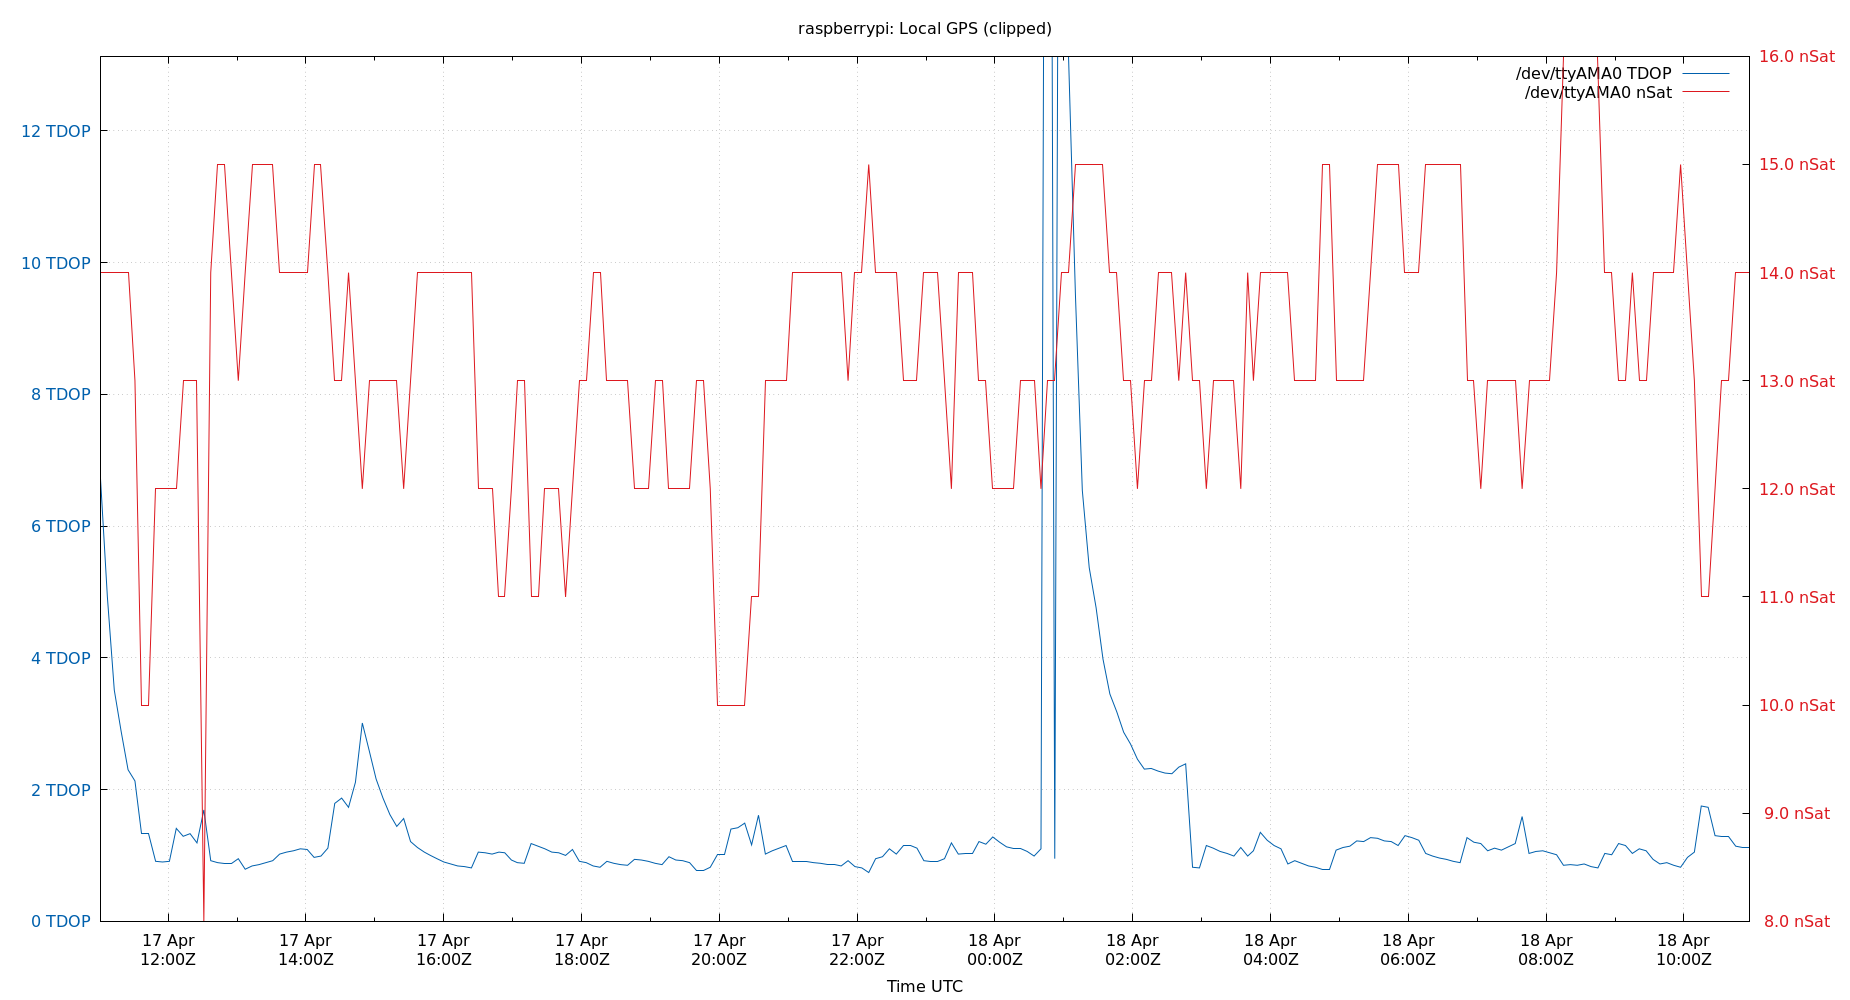 raspberrypi: Local GPS (clipped)
/dev/ttyAMA0 TDOP
/dev/ttyAMA0 nSat
12 TDOP
10 TDOP
8 TDOP
6 TDOP
4 TDOP
2 TDOP
0 TDOP
16.0 nSat
15.0 nSat
14.0 nSat
13.0 nSat
12.0 nSat
11.0 nSat
10.0 nSat
9.0 nSat
8.0 nSat
17 Apr
12:00Z
17 Apr
14:00Z
17 Apr
16:00Z
17 Apr
18:00Z
17 Apr
20:00Z
17 Apr
22:00Z
18 Apr
00:00Z
18 Apr
02:00Z
18 Apr
04:00Z
18 Apr
06:00Z
18 Apr
08:00Z
18 Apr
10:00Z
Time UTC